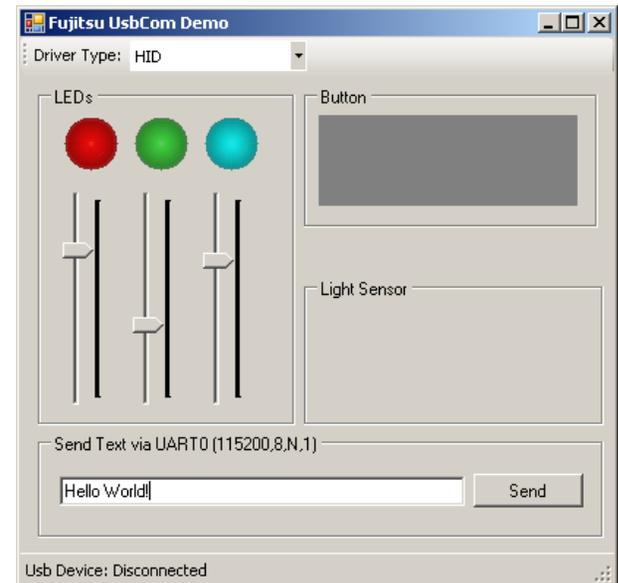 Fujitsu UsbCom Demo
Driver Type: HID
LEDs
Button
Light Sensor
Send Text via UART0 (115200,8,N,1)
Hello World!
Send
Usb Device: Disconnected